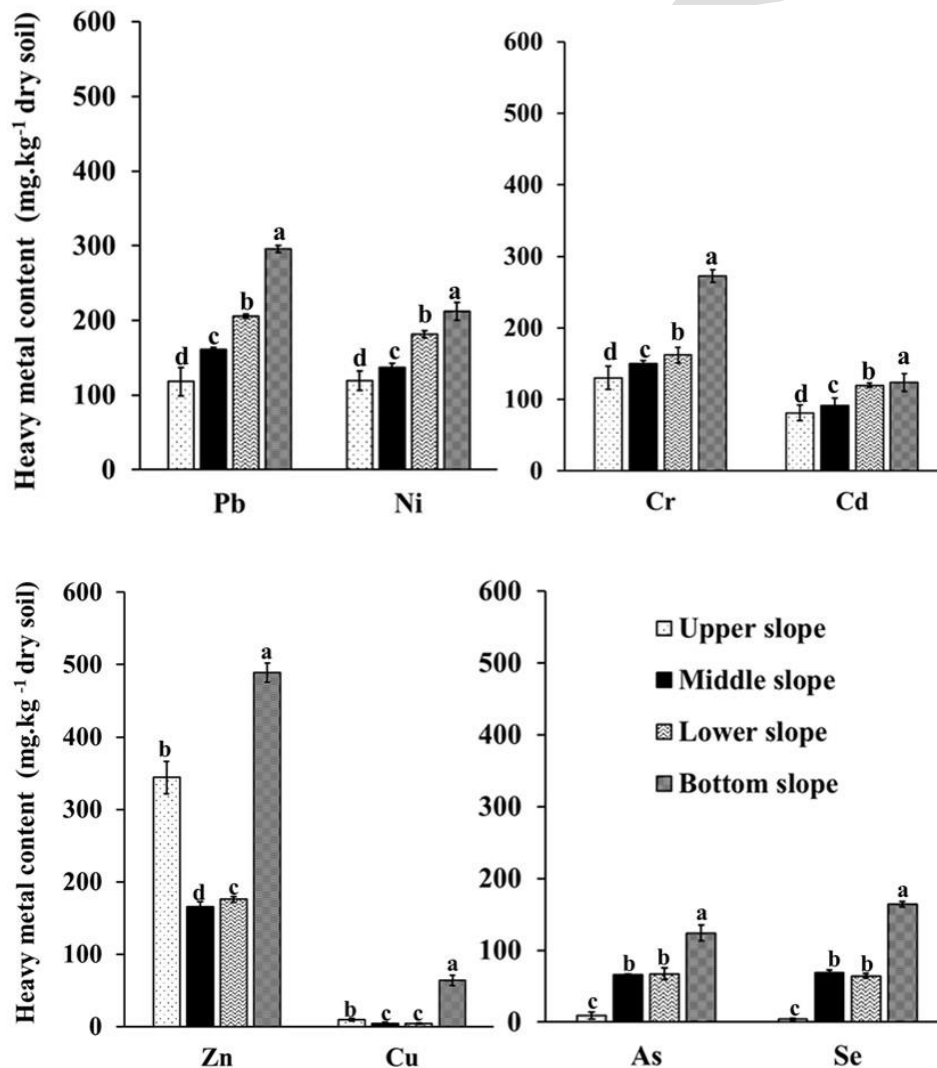 Heavy metal content (mg.kg⁻¹ dry soil)
600
500
400
300
200
100
0
d
c
b
a
d
c
b
a
Pb
Ni
600
500
400
300
200
100
0
d
c
b
a
d
c
b
a
Cr
Cd
Heavy metal content (mg.kg⁻¹ dry soil)
600
500
400
300
200
100
0
b
d
c
a
b
c
c
a
Zn
Cu
600
500
400
300
200
100
0
Upper slope
Middle slope
Lower slope
Bottom slope
c
b
b
a
c
b
b
a
As
Se